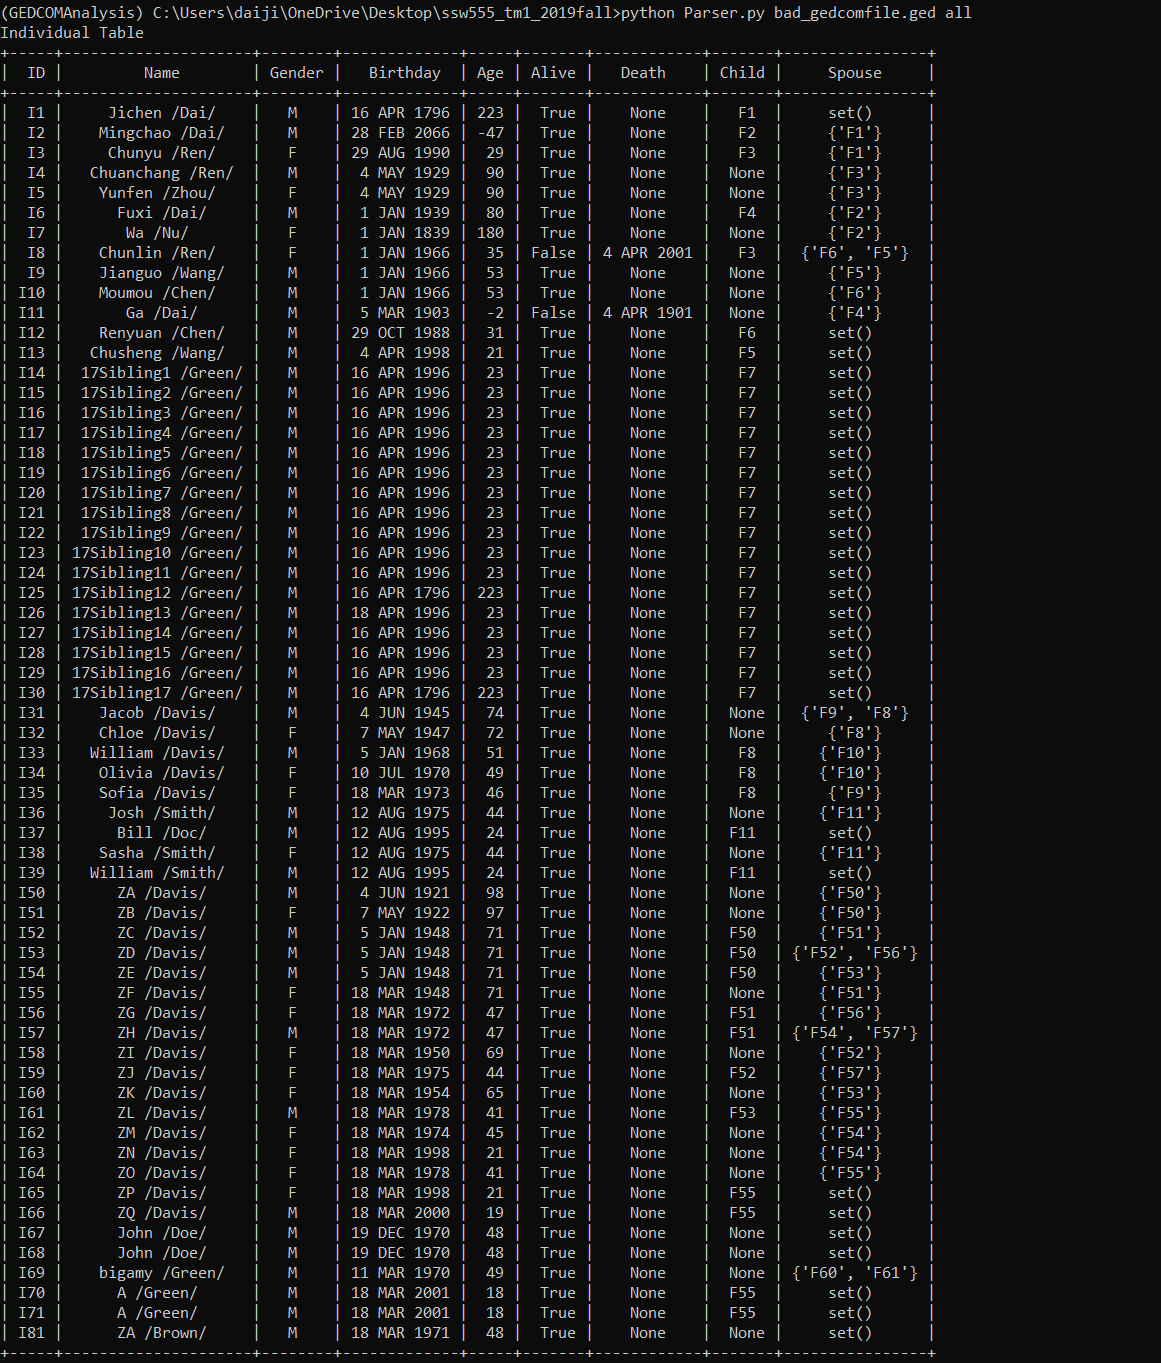 (GEDCOMAnalysis) C:\Users\daiji\OneDrive\Desktop\ssw555_tm1_2019fall>python Parser.py bad_gedcomfile.ged all
Individual Table
+-----+---------------------+--------+-------------+-----+-------+------------+-------+----------------+
|  ID |         Name         | Gender |   Birthday  | Age | Alive |   Death    | Child |     Spouse     |
+-----+---------------------+--------+-------------+-----+-------+------------+-------+----------------+
|  I1 |     Jichen /Dai/     |   M    | 16 APR 1796 | 223 |  True |    None    |   F1  |     set()      |
|  I2 |    Mingchao /Dai/    |   M    | 28 FEB 2066 | -47 |  True |    None    |   F2  |     {'F1'}     |
|  I3 |     Chunyu /Ren/     |   F    | 29 AUG 1990 |  29 |  True |    None    |   F3  |     {'F1'}     |
|  I4 |   Chuanchang /Ren/   |   M    |  4 MAY 1929 |  90 |  True |    None    |  None |     {'F3'}     |
|  I5 |    Yunfen /Zhou/     |   F    |  4 MAY 1929 |  90 |  True |    None    |  None |     {'F3'}     |
|  I6 |      Fuxi /Dai/      |   M    |  1 JAN 1939 |  80 |  True |    None    |   F4  |     {'F2'}     |
|  I7 |       Wa /Nu/        |   F    |  1 JAN 1839 | 180 |  True |    None    |  None |     {'F2'}     |
|  I8 |    Chunlin /Ren/     |   F    |  1 JAN 1966 |  35 | False | 4 APR 2001 |   F3  |  {'F6', 'F5'}  |
|  I9 |    Jianguo /Wang/    |   M    |  1 JAN 1966 |  53 |  True |    None    |  None |     {'F5'}     |
| I10 |    Moumou /Chen/     |   M    |  1 JAN 1966 |  53 |  True |    None    |  None |     {'F6'}     |
| I11 |       Ga /Dai/       |   M    |  5 MAR 1903 |  -2 | False | 4 APR 1901 |  None |     {'F4'}     |
| I12 |    Renyuan /Chen/    |   M    | 29 OCT 1988 |  31 |  True |    None    |   F6  |     set()      |
| I13 |   Chusheng /Wang/    |   M    |  4 APR 1998 |  21 |  True |    None    |   F5  |     set()      |
| I14 |  17Sibling1 /Green/  |   M    | 16 APR 1996 |  23 |  True |    None    |   F7  |     set()      |
| I15 |  17Sibling2 /Green/  |   M    | 16 APR 1996 |  23 |  True |    None    |   F7  |     set()      |
| I16 |  17Sibling3 /Green/  |   M    | 16 APR 1996 |  23 |  True |    None    |   F7  |     set()      |
| I17 |  17Sibling4 /Green/  |   M    | 16 APR 1996 |  23 |  True |    None    |   F7  |     set()      |
| I18 |  17Sibling5 /Green/  |   M    | 16 APR 1996 |  23 |  True |    None    |   F7  |     set()      |
| I19 |  17Sibling6 /Green/  |   M    | 16 APR 1996 |  23 |  True |    None    |   F7  |     set()      |
| I20 |  17Sibling7 /Green/  |   M    | 16 APR 1996 |  23 |  True |    None    |   F7  |     set()      |
| I21 |  17Sibling8 /Green/  |   M    | 16 APR 1996 |  23 |  True |    None    |   F7  |     set()      |
| I22 |  17Sibling9 /Green/  |   M    | 16 APR 1996 |  23 |  True |    None    |   F7  |     set()      |
| I23 | 17Sibling10 /Green/  |   M    | 16 APR 1996 |  23 |  True |    None    |   F7  |     set()      |
| I24 | 17Sibling11 /Green/  |   M    | 16 APR 1996 |  23 |  True |    None    |   F7  |     set()      |
| I25 | 17Sibling12 /Green/  |   M    | 16 APR 1796 | 223 |  True |    None    |   F7  |     set()      |
| I26 | 17Sibling13 /Green/  |   M    | 18 APR 1996 |  23 |  True |    None    |   F7  |     set()      |
| I27 | 17Sibling14 /Green/  |   M    | 16 APR 1996 |  23 |  True |    None    |   F7  |     set()      |
| I28 | 17Sibling15 /Green/  |   M    | 16 APR 1996 |  23 |  True |    None    |   F7  |     set()      |
| I29 | 17Sibling16 /Green/  |   M    | 16 APR 1996 |  23 |  True |    None    |   F7  |     set()      |
| I30 | 17Sibling17 /Green/  |   M    | 16 APR 1796 | 223 |  True |    None    |   F7  |     set()      |
| I31 |    Jacob /Davis/     |   M    |  4 JUN 1945 |  74 |  True |    None    |  None |  {'F9', 'F8'}  |
| I32 |    Chloe /Davis/     |   F    |  7 MAY 1947 |  72 |  True |    None    |  None |     {'F8'}     |
| I33 |   William /Davis/    |   M    |  5 JAN 1968 |  51 |  True |    None    |   F8  |    {'F10'}     |
| I34 |    Olivia /Davis/    |   F    | 10 JUL 1970 |  49 |  True |    None    |   F8  |    {'F10'}     |
| I35 |    Sofia /Davis/     |   F    | 18 MAR 1973 |  46 |  True |    None    |   F8  |     {'F9'}     |
| I36 |     Josh /Smith/     |   M    | 12 AUG 1975 |  44 |  True |    None    |  None |    {'F11'}     |
| I37 |      Bill /Doc/      |   M    | 12 AUG 1995 |  24 |  True |    None    |  F11  |     set()      |
| I38 |    Sasha /Smith/     |   F    | 12 AUG 1975 |  44 |  True |    None    |  None |    {'F11'}     |
| I39 |   William /Smith/    |   M    | 12 AUG 1995 |  24 |  True |    None    |  F11  |     set()      |
| I50 |      ZA /Davis/      |   M    |  4 JUN 1921 |  98 |  True |    None    |  None |    {'F50'}     |
| I51 |      ZB /Davis/      |   F    |  7 MAY 1922 |  97 |  True |    None    |  None |    {'F50'}     |
| I52 |      ZC /Davis/      |   M    |  5 JAN 1948 |  71 |  True |    None    |  F50  |    {'F51'}     |
| I53 |      ZD /Davis/      |   M    |  5 JAN 1948 |  71 |  True |    None    |  F50  | {'F52', 'F56'} |
| I54 |      ZE /Davis/      |   M    |  5 JAN 1948 |  71 |  True |    None    |  F50  |    {'F53'}     |
| I55 |      ZF /Davis/      |   F    | 18 MAR 1948 |  71 |  True |    None    |  None |    {'F51'}     |
| I56 |      ZG /Davis/      |   F    | 18 MAR 1972 |  47 |  True |    None    |  F51  |    {'F56'}     |
| I57 |      ZH /Davis/      |   M    | 18 MAR 1972 |  47 |  True |    None    |  F51  | {'F54', 'F57'} |
| I58 |      ZI /Davis/      |   F    | 18 MAR 1950 |  69 |  True |    None    |  None |    {'F52'}     |
| I59 |      ZJ /Davis/      |   F    | 18 MAR 1975 |  44 |  True |    None    |  F52  |    {'F57'}     |
| I60 |      ZK /Davis/      |   F    | 18 MAR 1954 |  65 |  True |    None    |  None |    {'F53'}     |
| I61 |      ZL /Davis/      |   M    | 18 MAR 1978 |  41 |  True |    None    |  F53  |    {'F55'}     |
| I62 |      ZM /Davis/      |   F    | 18 MAR 1974 |  45 |  True |    None    |  None |    {'F54'}     |
| I63 |      ZN /Davis/      |   F    | 18 MAR 1998 |  21 |  True |    None    |  None |    {'F54'}     |
| I64 |      ZO /Davis/      |   F    | 18 MAR 1978 |  41 |  True |    None    |  None |    {'F55'}     |
| I65 |      ZP /Davis/      |   F    | 18 MAR 1998 |  21 |  True |    None    |  F55  |     set()      |
| I66 |      ZQ /Davis/      |   M    | 18 MAR 2000 |  19 |  True |    None    |  F55  |     set()      |
| I67 |      John /Doe/      |   M    | 19 DEC 1970 |  48 |  True |    None    |  None |     set()      |
| I68 |      John /Doe/      |   M    | 19 DEC 1970 |  48 |  True |    None    |  None |     set()      |
| I69 |    bigamy /Green/    |   M    | 11 MAR 1970 |  49 |  True |    None    |  None | {'F60', 'F61'} |
| I70 |      A /Green/       |   M    | 18 MAR 2001 |  18 |  True |    None    |  F55  |     set()      |
| I71 |      A /Green/       |   M    | 18 MAR 2001 |  18 |  True |    None    |  F55  |     set()      |
| I81 |      ZA /Brown/      |   M    | 18 MAR 1971 |  48 |  True |    None    |  None |     set()      |
+-----+---------------------+--------+-------------+-----+-------+------------+-------+----------------+